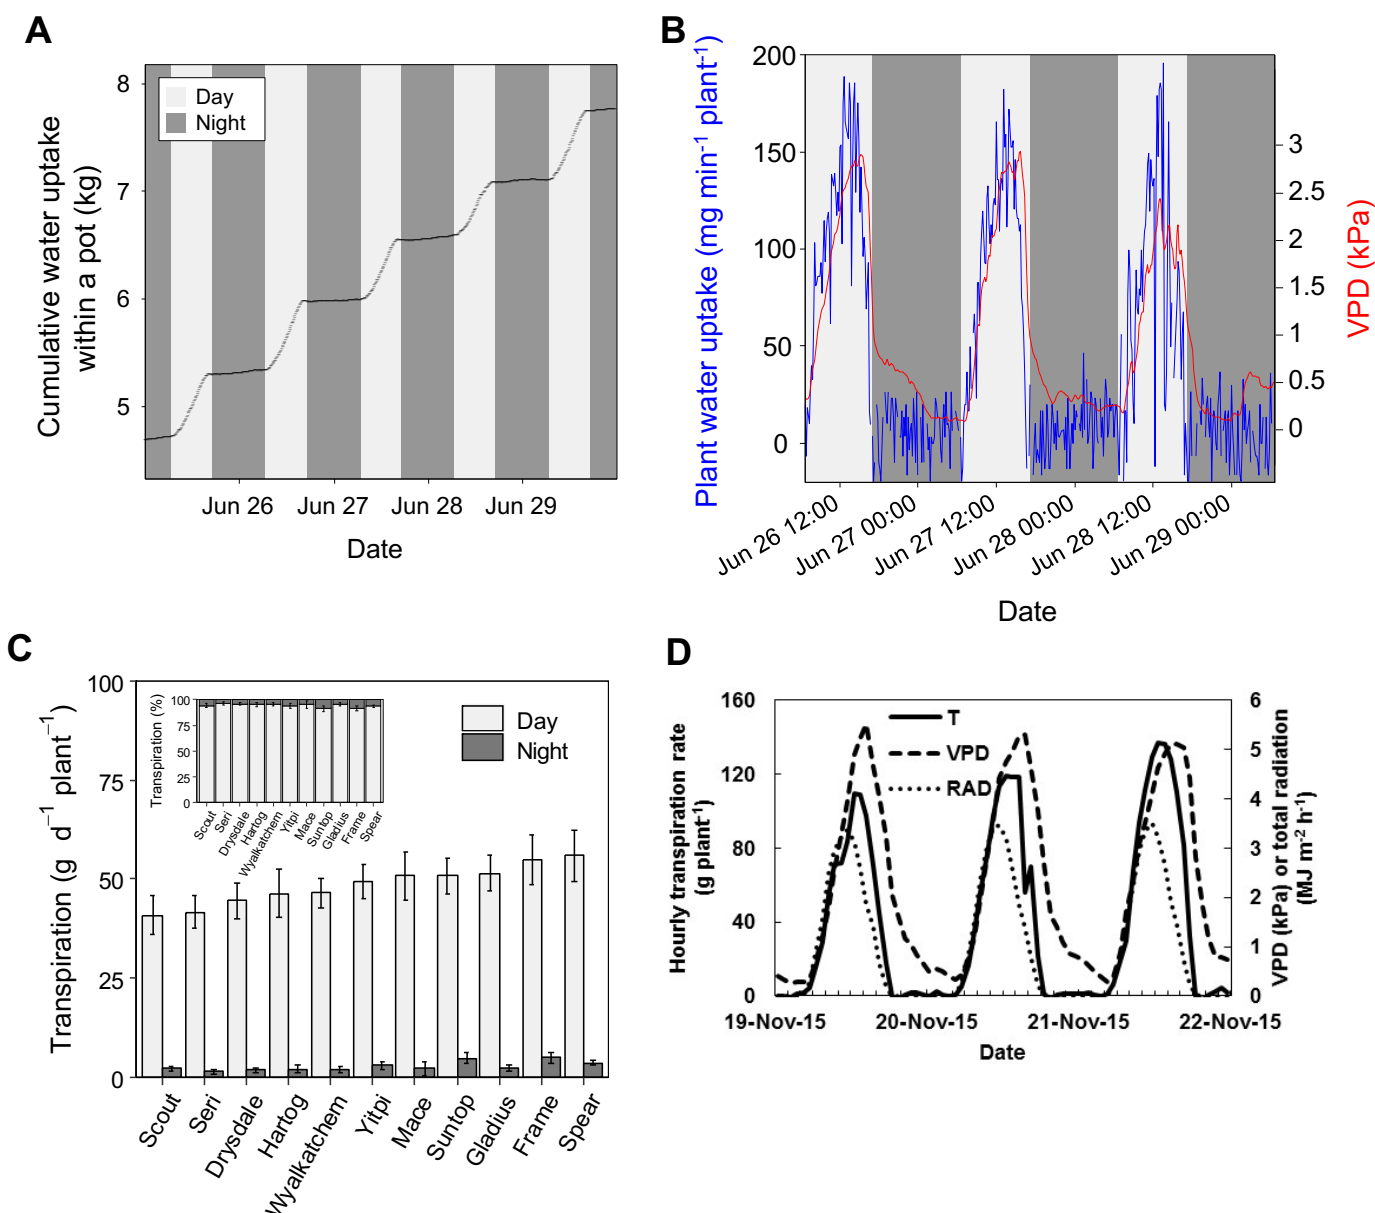 A
Cumulative water uptake
within a pot (kg)
8
7
6
5
Day
Night
Jun 26
Jun 27
Jun 28
Jun 29
Date
B
Plant water uptake (mg min⁻¹ plant⁻¹)
200
150
100
50
0
3
2.5
2
1.5
1
0.5
0
VPD (kPa)
Jun 26 12:00
Jun 27 00:00
Jun 27 12:00
Jun 28 00:00
Jun 28 12:00
Jun 29 00:00
Date
C
Transpiration (g d⁻¹ plant⁻¹)
100
75
50
25
0
Transpiration (%)
100
75
50
25
0
Scout
Seri
Drysdale
Hartog
Wyalkatchem
Yitpi
Mace
Suntop
Gladius
Frame
Spear
Day
Night
Scout
Seri
Drysdale
Hartog
Wyalkatchem
Yitpi
Mace
Suntop
Gladius
Frame
Spear
D
Hourly transpiration rate
(g plant⁻¹)
160
120
80
40
0
T
VPD
RAD
6
5
4
3
2
1
0
VPD (kPa) or total radiation
(MJ m⁻² h⁻¹)
19-Nov-15
20-Nov-15
21-Nov-15
22-Nov-15
Date